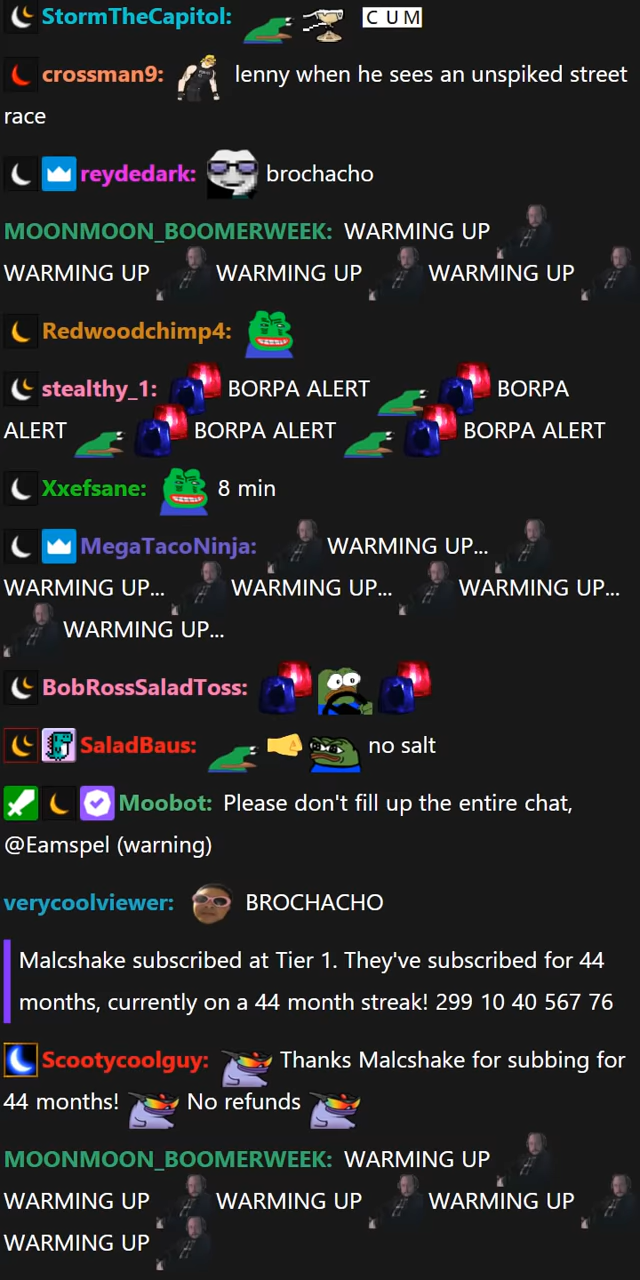 StormTheCapitol: CUM
crossman9: lenny when he sees an unspiked street
race
reydedark: brochacho
MOONMOON_BOOMERWEEK: WARMING UP
WARMING UP WARMING UP WARMING UP
Redwoodchimp4:
stealthy_1: BORPA ALERT BORPA
ALERT BORPA ALERT BORPA ALERT
Xxefsane: 8 min
MegaTacoNinja: WARMING UP...
WARMING UP... WARMING UP... WARMING UP...
WARMING UP...
BobRossSaladToss:
SaladBaus: no salt
Moobot: Please don't fill up the entire chat,
@Eamspel (warning)
verycoolviewer: BROCHACHO
Malcshake subscribed at Tier 1. They've subscribed for 44
months, currently on a 44 month streak! 299 10 40 567 76
Scootycoolguy: Thanks Malcshake for subbing for
44 months! No refunds
MOONMOON_BOOMERWEEK: WARMING UP
WARMING UP WARMING UP WARMING UP
WARMING UP